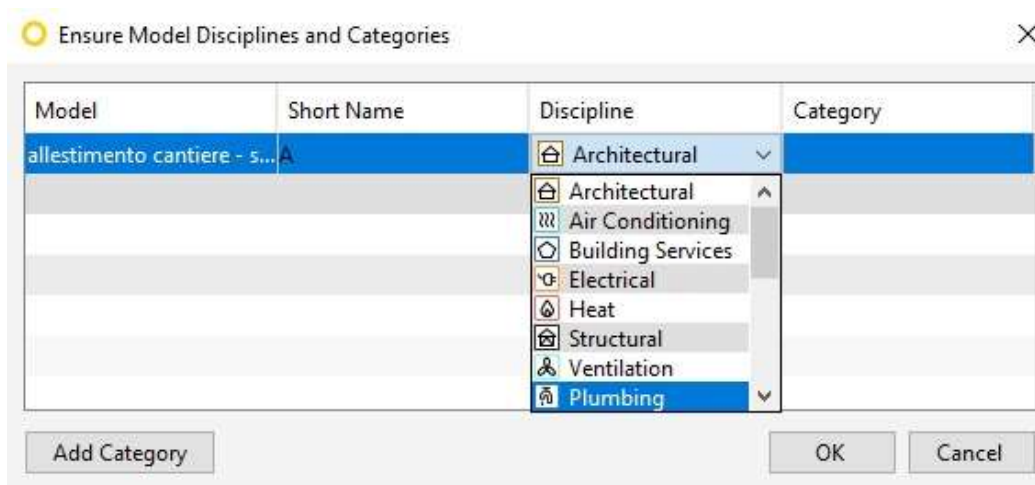 Ensure Model Disciplines and Categories
Model Short Name Discipline Category
allestimento cantiere - s... A Architectural
Architectural
Air Conditioning
Building Services
Electrical
Heat
Structural
Ventilation
Plumbing
Add Category OK Cancel